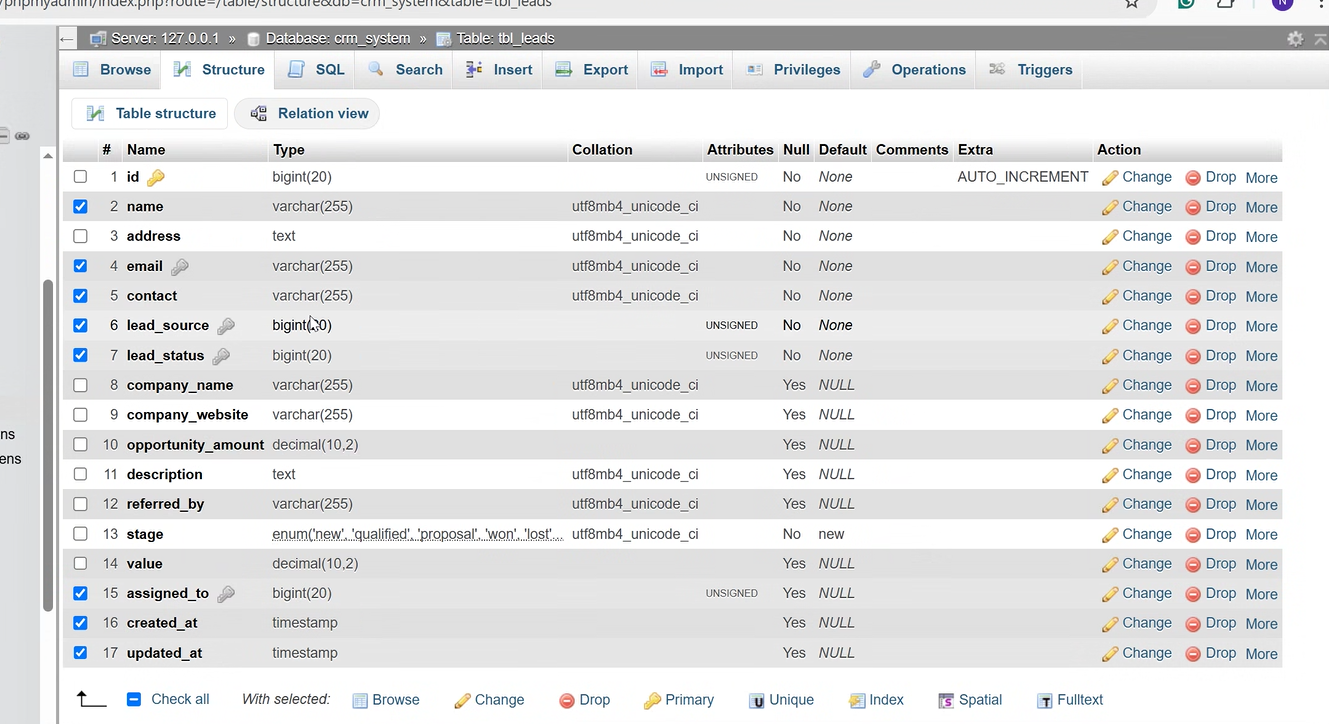 /phpmyadmin/index.php?route=/table/structure&db=crm_system&table=tbl_leads
N
Server: 127.0.0.1 » Database: crm_system » Table: tbl_leads
Browse Structure SQL Search Insert Export Import Privileges Operations Triggers
Table structure Relation view
# Name Type Collation Attributes Null Default Comments Extra Action
1 id bigint(20) UNSIGNED No None AUTO_INCREMENT Change Drop More
2 name varchar(255) utf8mb4_unicode_ci No None Change Drop More
3 address text utf8mb4_unicode_ci No None Change Drop More
4 email varchar(255) utf8mb4_unicode_ci No None Change Drop More
5 contact varchar(255) utf8mb4_unicode_ci No None Change Drop More
6 lead_source bigint(20) UNSIGNED No None Change Drop More
7 lead_status bigint(20) UNSIGNED No None Change Drop More
8 company_name varchar(255) utf8mb4_unicode_ci Yes NULL Change Drop More
9 company_website varchar(255) utf8mb4_unicode_ci Yes NULL Change Drop More
ns
10 opportunity_amount decimal(10,2) Yes NULL Change Drop More
ens
11 description text utf8mb4_unicode_ci Yes NULL Change Drop More
12 referred_by varchar(255) utf8mb4_unicode_ci Yes NULL Change Drop More
13 stage enum('new', 'qualified', 'proposal', 'won', 'lost'... utf8mb4_unicode_ci No new Change Drop More
14 value decimal(10,2) Yes NULL Change Drop More
15 assigned_to bigint(20) UNSIGNED Yes NULL Change Drop More
16 created_at timestamp Yes NULL Change Drop More
17 updated_at timestamp Yes NULL Change Drop More
Check all With selected: Browse Change Drop Primary Unique Index Spatial Fulltext